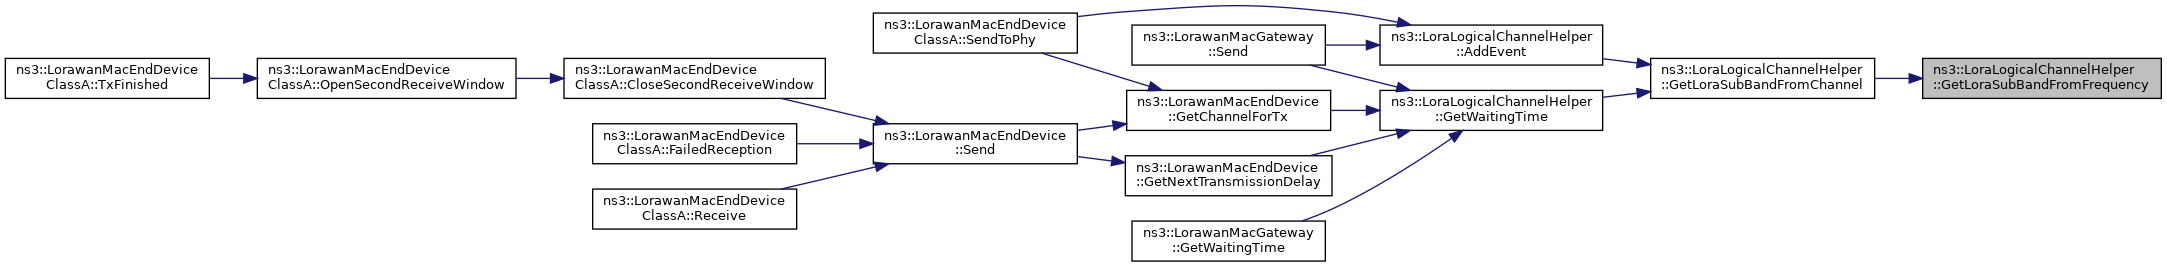 ns3::LorawanMacEndDevice
ClassA::TxFinished
ns3::LorawanMacEndDevice
ClassA::OpenSecondReceiveWindow
ns3::LorawanMacEndDevice
ClassA::CloseSecondReceiveWindow
ns3::LorawanMacEndDevice
ClassA::FailedReception
ns3::LorawanMacEndDevice
ClassA::Receive
ns3::LorawanMacEndDevice
ClassA::SendToPhy
ns3::LorawanMacEndDevice
::Send
ns3::LorawanMacGateway
::Send
ns3::LorawanMacEndDevice
::GetChannelForTx
ns3::LorawanMacEndDevice
::GetNextTransmissionDelay
ns3::LorawanMacGateway
::GetWaitingTime
ns3::LoraLogicalChannelHelper
::AddEvent
ns3::LoraLogicalChannelHelper
::GetWaitingTime
ns3::LoraLogicalChannelHelper
::GetLoraSubBandFromChannel
ns3::LoraLogicalChannelHelper
::GetLoraSubBandFromFrequency